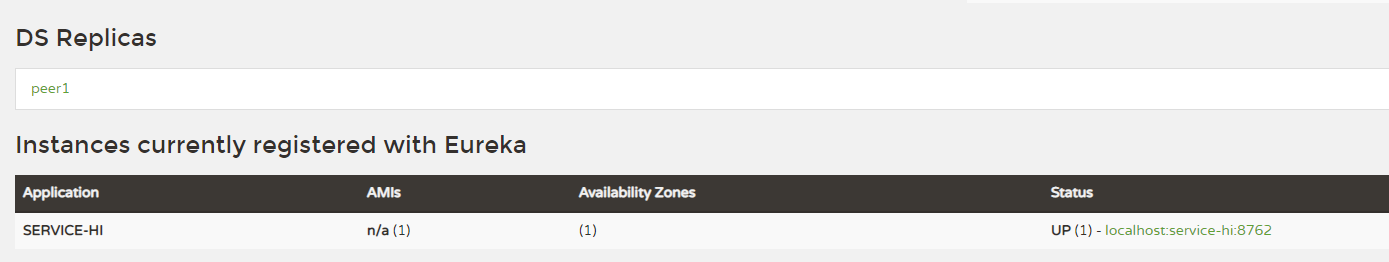 DS Replicas
peer1
Instances currently registered with Eureka
Application AMIs Availability Zones Status
SERVICE-HI n/a (1) (1) UP (1) - localhost:service-hi:8762